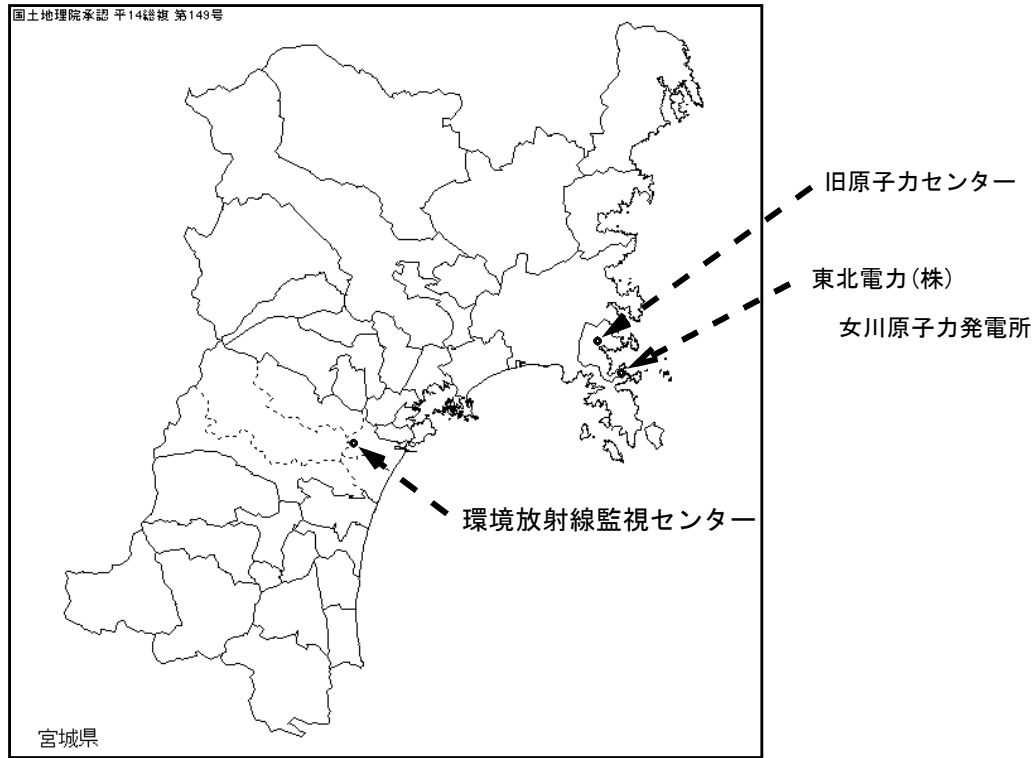 国土地理院承認 平14総複 第149号
旧原子力センター
東北電力(株)
女川原子力発電所
環境放射線監視センター
宮城県